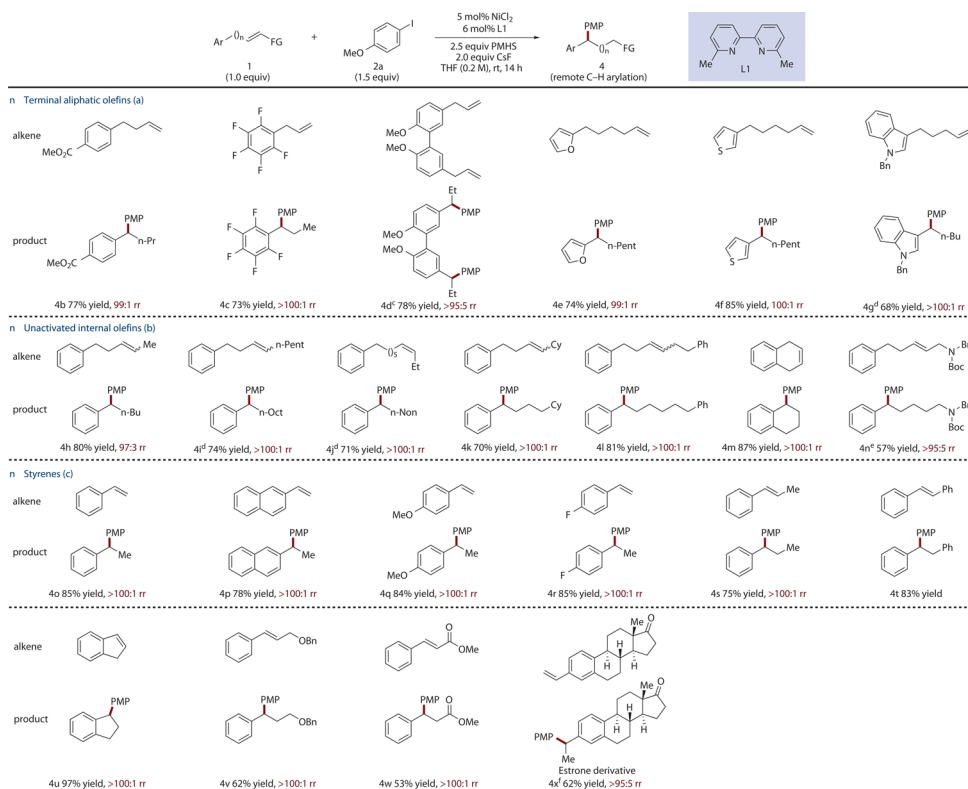 Ar ()n FG
1
(1.0 equiv)
+
I
MeO
2a
(1.5 equiv)
5 mol% NiCl2
6 mol% L1
2.5 equiv PMHS
2.0 equiv CsF
THF (0.2 M), rt, 14 h
PMP
Ar ()n FG
4
(remote C–H arylation)
N N
Me Me
L1
n Terminal aliphatic olefins (a)
alkene
MeO2C
F F F F F
MeO
MeO
O
S
N
Bn
product
PMP
n-Pr
MeO2C
F F F F F
PMP
Me
Et
PMP
MeO
MeO
PMP
Et
PMP
n-Pent
O
PMP
n-Pent
S
PMP
n-Bu
N
Bn
4b 77% yield, 99:1 rr
4c 73% yield, >100:1 rr
4dc 78% yield, >95:5 rr
4e 74% yield, 99:1 rr
4f 85% yield, 100:1 rr
4gd 68% yield, >100:1 rr
n Unactivated internal olefins (b)
alkene
Me
n-Pent
()5
Et
Cy
Ph
N
Boc
product
PMP
n-Bu
PMP
n-Oct
PMP
n-Non
PMP
Cy
PMP
Ph
PMP
PMP
N
Boc
4h 80% yield, 97:3 rr
4id 74% yield, >100:1 rr
4jd 71% yield, >100:1 rr
4k 70% yield, >100:1 rr
4l 81% yield, >100:1 rr
4m 87% yield, >100:1 rr
4ne 57% yield, >95:5 rr
n Styrenes (c)
alkene
MeO
F
Me
Ph
product
PMP
Me
PMP
Me
PMP
Me
MeO
PMP
Me
F
PMP
Me
PMP
Ph
4o 85% yield, >100:1 rr
4p 78% yield, >100:1 rr
4q 84% yield, >100:1 rr
4r 85% yield, >100:1 rr
4s 75% yield, >100:1 rr
4t 83% yield
alkene
OBn
O
OMe
Me O
H
H H
product
PMP
PMP
OBn
PMP O
OMe
Me O
H
H H
PMP
Me
Estrone derivative
4u 97% yield, >100:1 rr
4v 62% yield, >100:1 rr
4w 53% yield, >100:1 rr
4xf 62% yield, >95:5 rr